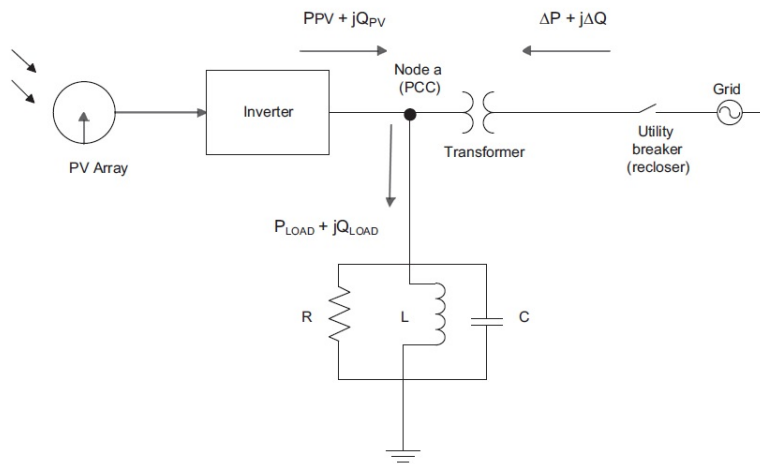 PPV + jQPV
ΔP + jΔQ
Node a
(PCC)
Grid
Inverter
PV Array
Transformer
Utility
breaker
(recloser)
PLOAD + jQLOAD
R
L
C